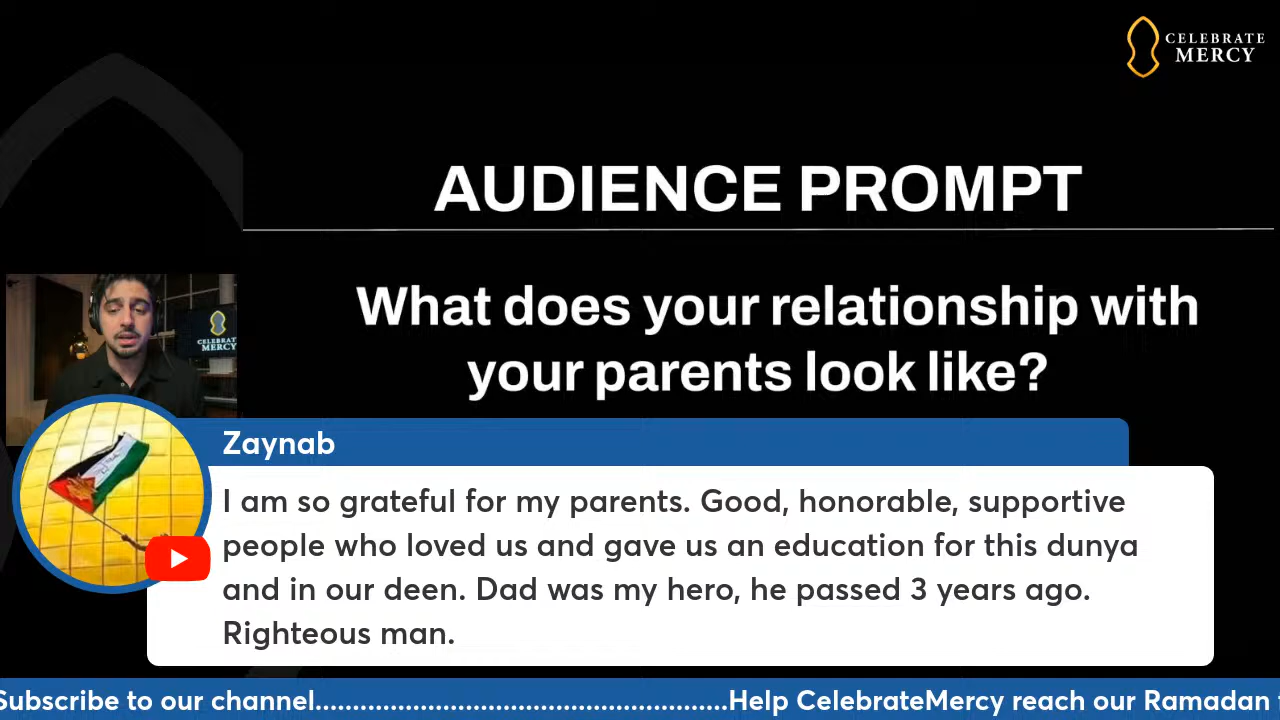 CELEBRATE
MERCY
AUDIENCE PROMPT
What does your relationship with
your parents look like?
CELEBRATE
MERCY
Zaynab
I am so grateful for my parents. Good, honorable, supportive
people who loved us and gave us an education for this dunya
and in our deen. Dad was my hero, he passed 3 years ago.
Righteous man.
Subscribe to our channel.......................................................Help CelebrateMercy reach our Ramadan